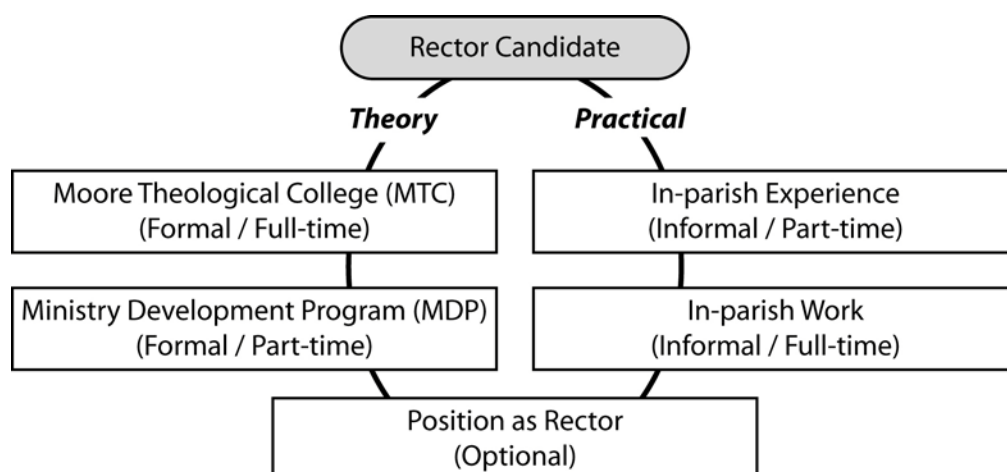 Rector Candidate
Theory
Practical
Moore Theological College (MTC)
(Formal / Full-time)
In-parish Experience
(Informal / Part-time)
Ministry Development Program (MDP)
(Formal / Part-time)
In-parish Work
(Informal / Full-time)
Position as Rector
(Optional)